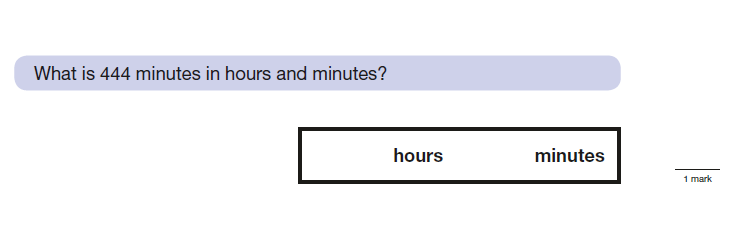 What is 444 minutes in hours and minutes?
hours minutes
1 mark